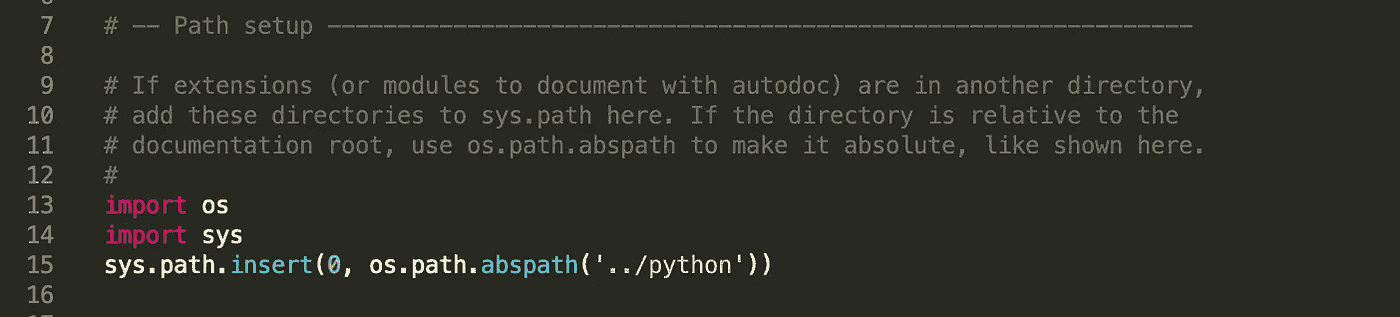 7 # -- Path setup --------------------------------------------------------------
8
9 # If extensions (or modules to document with autodoc) are in another directory,
10 # add these directories to sys.path here. If the directory is relative to the
11 # documentation root, use os.path.abspath to make it absolute, like shown here.
12 #
13 import os
14 import sys
15 sys.path.insert(0, os.path.abspath('../python'))
16